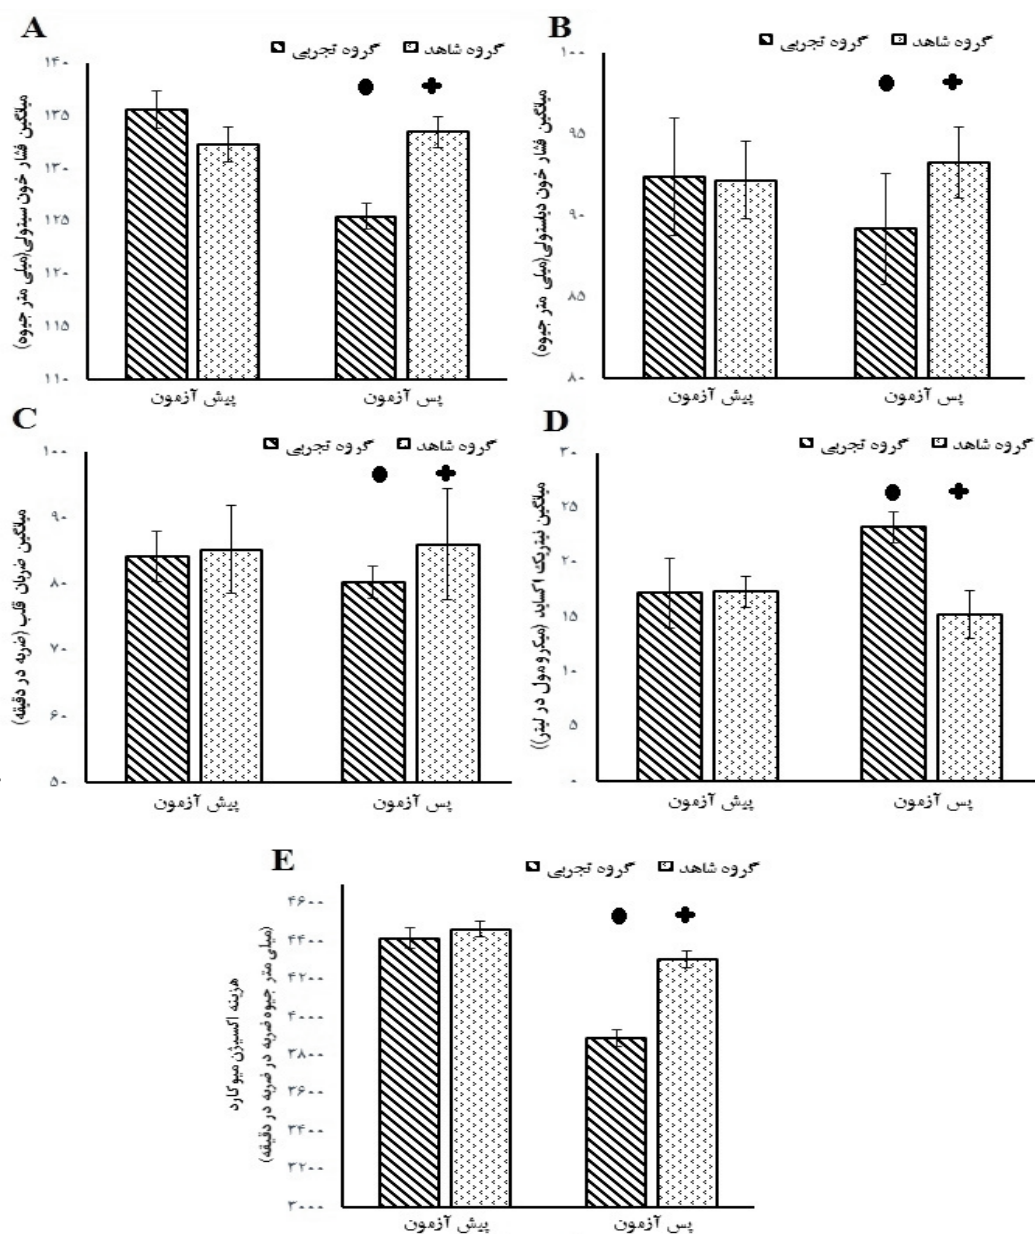 A
گروه تجربی گروه شاهد
میانگین فشار خون سیتولی(میلی متر جیوه)
۱۴۰
۱۳۵
۱۳۰
۱۲۵
۱۲۰
۱۱۵
۱۱۰
پیش آزمون پس آزمون
B
گروه تجربی گروه شاهد
میانگین فشار خون دیاستولی(میلی متر جیوه)
۱۰۰
۹۵
۹۰
۸۵
۸۰
پیش آزمون پس آزمون
C
گروه تجربی گروه شاهد
میانگین ضربان قلب (ضربه در دقیقه)
۱۰۰
۹۰
۸۰
۷۰
۶۰
۵۰
پیش آزمون پس آزمون
D
گروه تجربی گروه شاهد
میانگین نیتریک اکساید (میکرومول در لیتر))
۳۰
۲۵
۲۰
۱۵
۱۰
۵
۰
پیش آزمون پس آزمون
E
گروه تجربی گروه شاهد
هزینه اکسیژن میوکارد
(میلی متر جیوه ضربه در ضربه در دقیقه)
۴۶۰۰
۴۴۰۰
۴۲۰۰
۴۰۰۰
۳۸۰۰
۳۶۰۰
۳۴۰۰
۳۲۰۰
۳۰۰۰
پیش آزمون پس آزمون